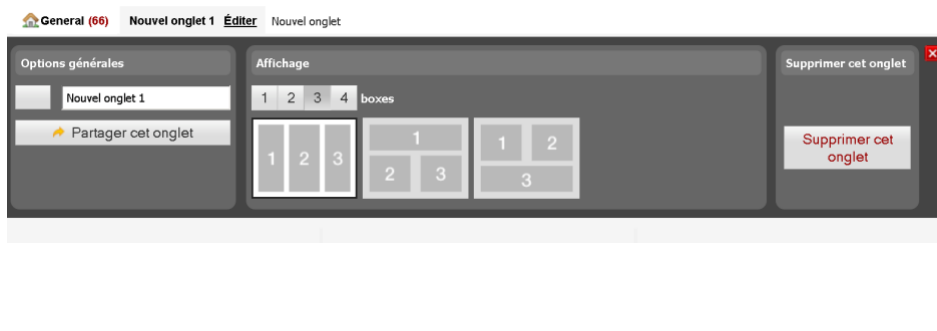 General (66) Nouvel onglet 1 Éditer Nouvel onglet
Options générales
Nouvel onglet 1
Partager cet onglet
Affichage
1 2 3 4 boxes
1 2 3
1
2 3
1 2
3
Supprimer cet onglet
Supprimer cet
onglet